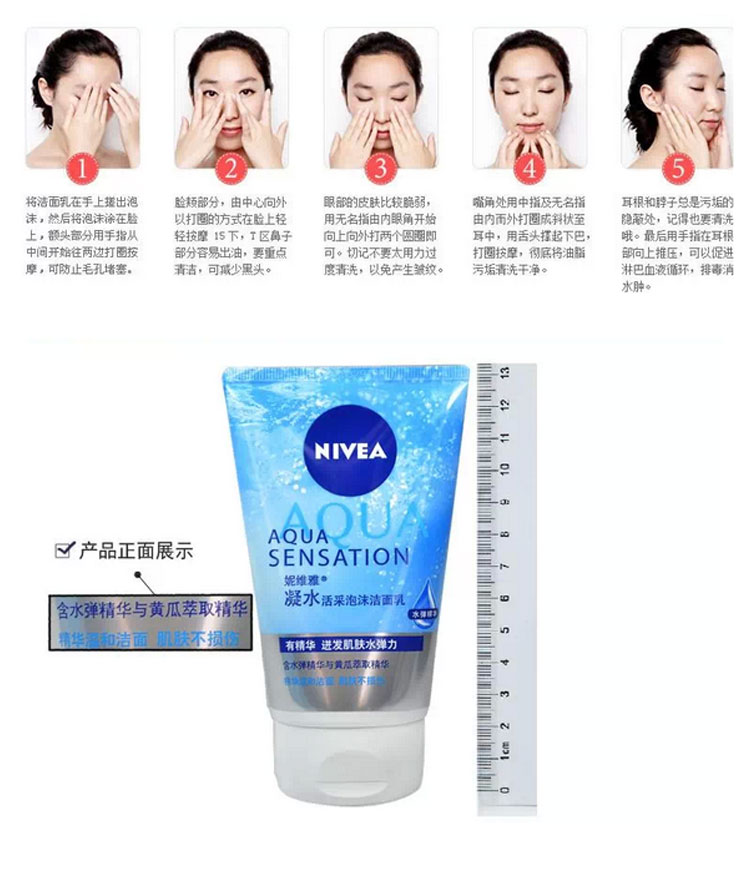 1
将洁面乳在手上搓出泡
沫，然后将泡沫涂在脸
上，额头部分用手指从
中间开始往两边打圈按
摩，可防止毛孔堵塞。
2
脸颊部分，由中心向外
以打圈的方式在脸上轻
轻按摩 15下，T区鼻子
部分容易出油，要重点
清洁，可减少黑头。
3
眼部的皮肤比较脆弱，
用无名指由内眼角开始
向上向外打两个圆圈即
可。切记不要太用力过
度清洗，以免产生皱纹。
4
嘴角处用中指及无名指
由内而外打圈成斜状至
耳中，用舌头撑起下巴，
打圈按摩，彻底将油脂
污垢清洗干净。
5
耳根和脖子总是污垢的
隐蔽处，记得也要清洗
哦。最后用手指在耳根
部向上推压，可以促进
淋巴血液循环，排毒消
水肿。
NIVEA
AQUA
AQUA
SENSATION
妮维雅®
凝水活采泡沫洁面乳
水弹精华
有精华 迸发肌肤水弹力
含水弹精华与黄瓜萃取精华
精华温和洁面 肌肤不损伤
产品正面展示
含水弹精华与黄瓜萃取精华
精华温和洁面 肌肤不损伤
13
12
11
10
9
8
7
6
5
4
3
2
1cm
0